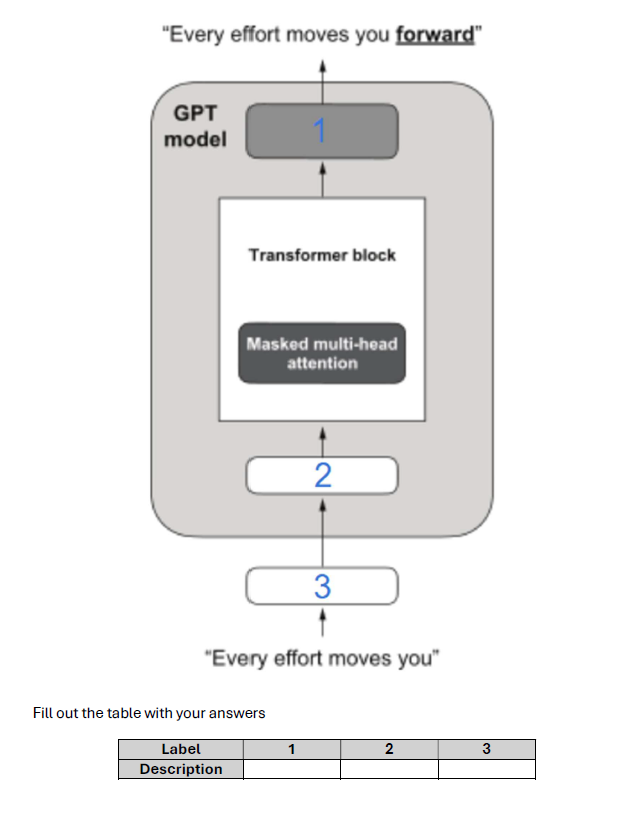 “Every effort moves you forward”
GPT
model
1
Transformer block
Masked multi-head
attention
2
3
“Every effort moves you”
Fill out the table with your answers
Label 1 2 3
Description